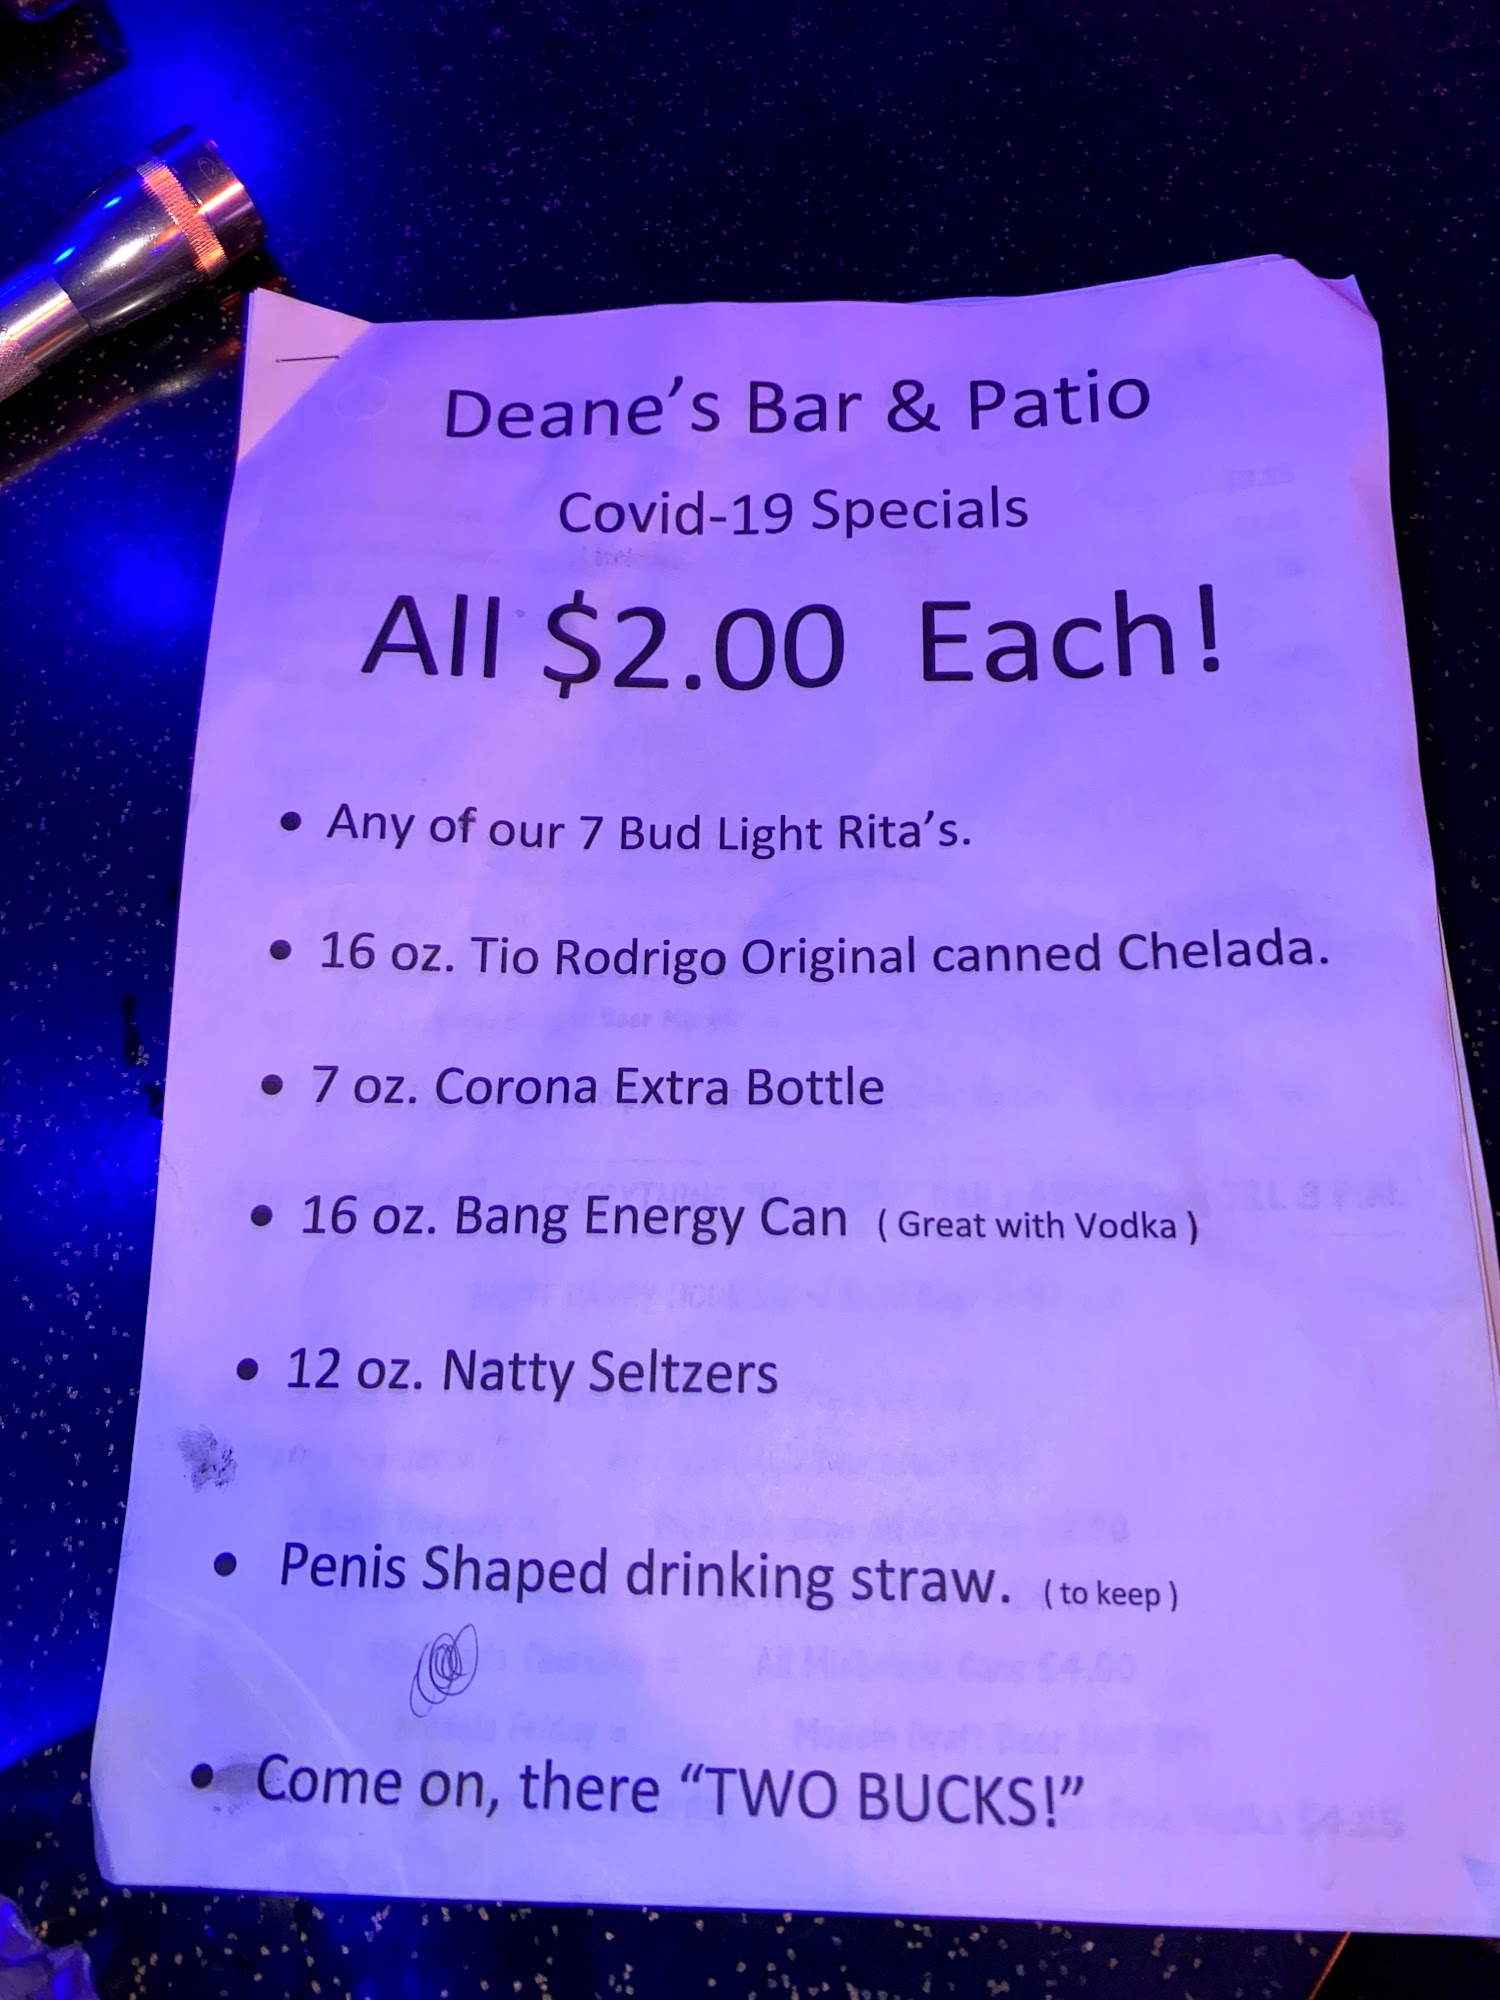 Deane's Bar & Patio
Covid-19 Specials
All $2.00 Each!
• Any of our 7 Bud Light Rita's.
• 16 oz. Tio Rodrigo Original canned Chelada.
• 7 oz. Corona Extra Bottle
• 16 oz. Bang Energy Can ( Great with Vodka )
• 12 oz. Natty Seltzers
• Penis Shaped drinking straw. ( to keep )
• Come on, there “TWO BUCKS!”